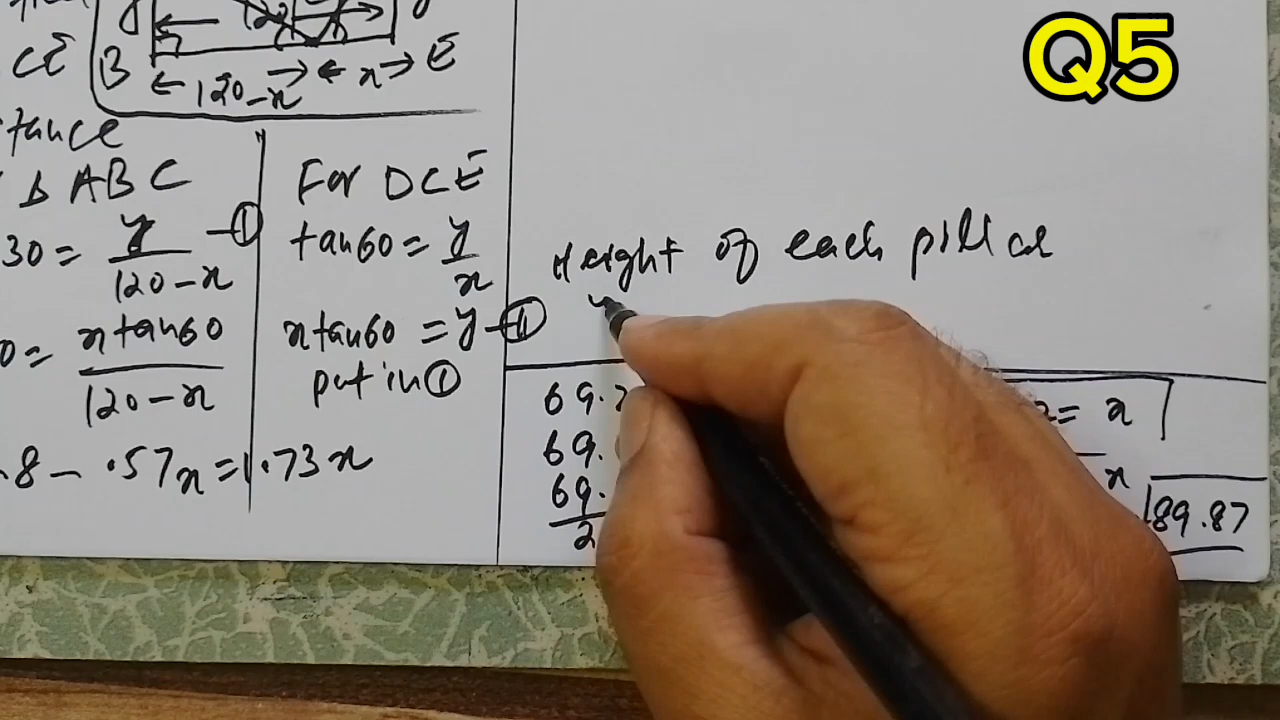 Q5
CE B E
120-x x
tance
Δ ABC
30 = y/(120-x) -①
0 = x tan60/(120-x)
.8 - .57x = 1.73x
For DCE
tan60 = y/x
x tan60 = y -⑪
put in ①
Height of each pillar
69.
69.
69.
2
= x
x
89.87